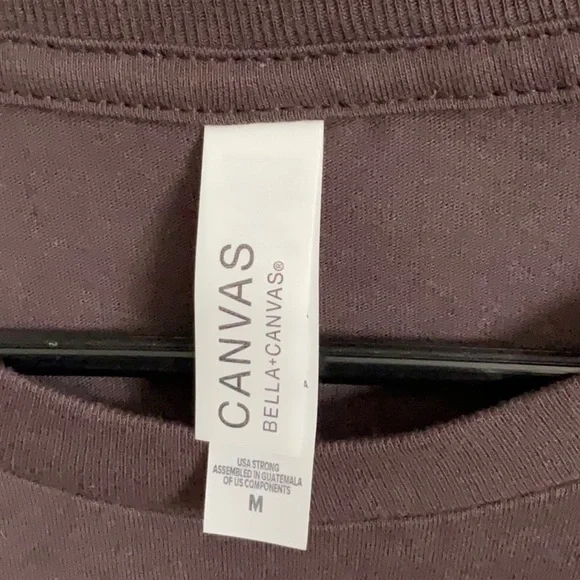 CANVAS
BELLA+CANVAS®
USA STRONG
ASSEMBLED IN GUATEMALA
OF US COMPONENTS
M